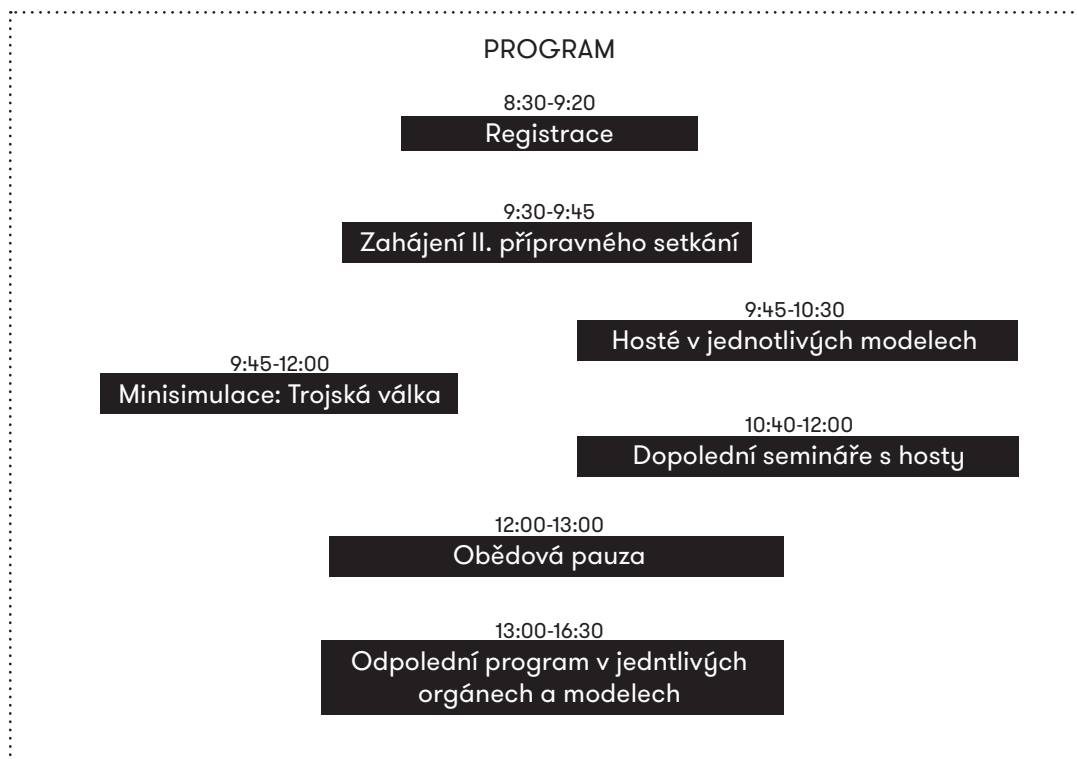 PROGRAM
8:30-9:20
Registrace
9:30-9:45
Zahájení II. přípravného setkání
9:45-10:30
Hosté v jednotlivých modelech
9:45-12:00
Minisimulace: Trojská válka
10:40-12:00
Dopolední semináře s hosty
12:00-13:00
Obědová pauza
13:00-16:30
Odpolední program v jedntlivých
orgánech a modelech